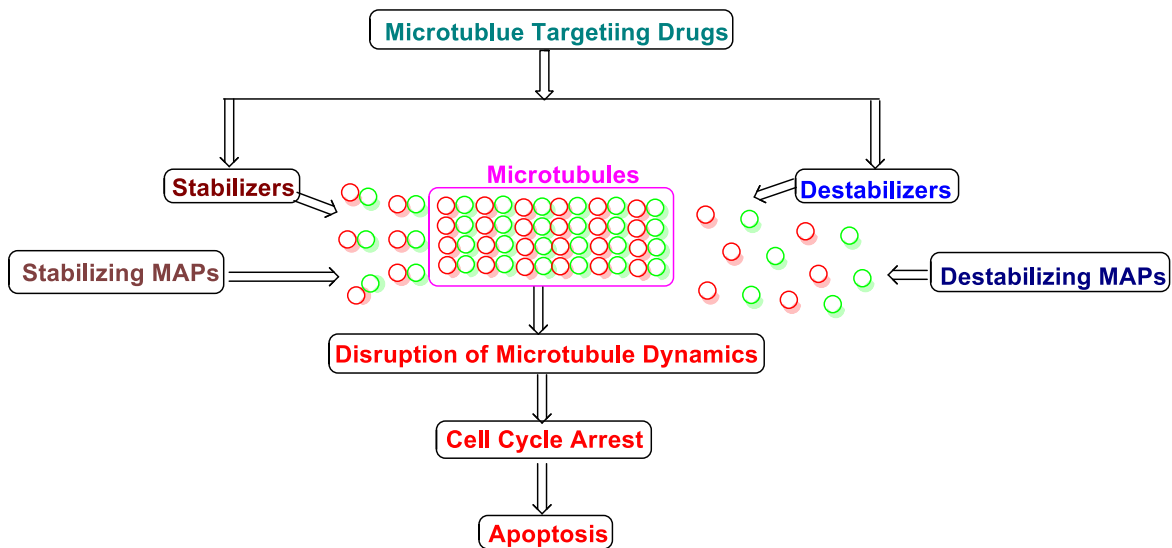 Microtublue Targetiing Drugs
Stabilizers
Microtubules
Destabilizers
Stabilizing MAPs
Destabilizing MAPs
Disruption of Microtubule Dynamics
Cell Cycle Arrest
Apoptosis